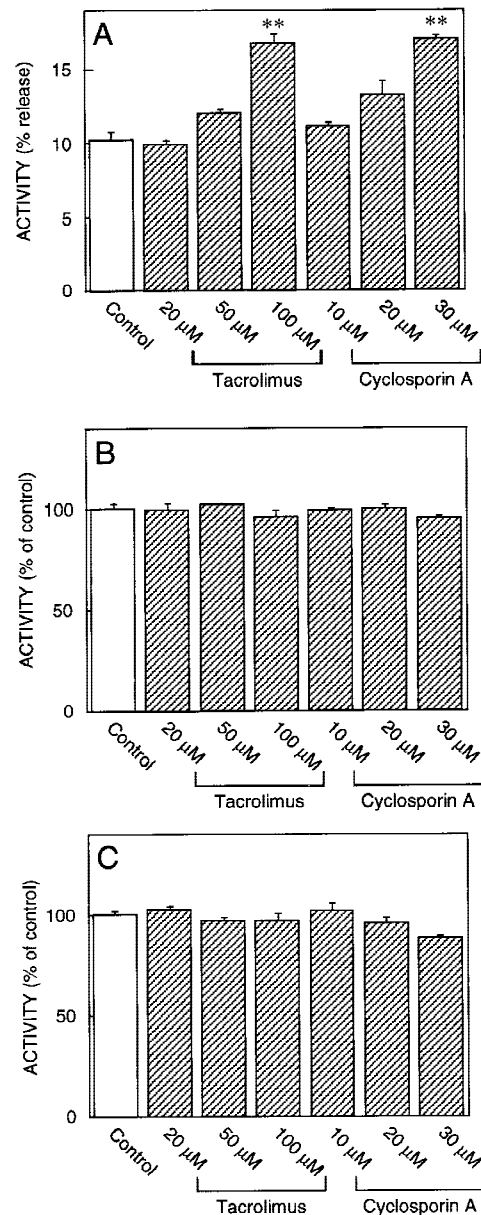 A
** **
ACTIVITY (% release)
15
10
5
0
Control 20 μM 50 μM 100 μM 10 μM 20 μM 30 μM
Tacrolimus Cyclosporin A
B
ACTIVITY (% of control)
100
50
0
Control 20 μM 50 μM 100 μM 10 μM 20 μM 30 μM
Tacrolimus Cyclosporin A
C
ACTIVITY (% of control)
100
50
0
Control 20 μM 50 μM 100 μM 10 μM 20 μM 30 μM
Tacrolimus Cyclosporin A